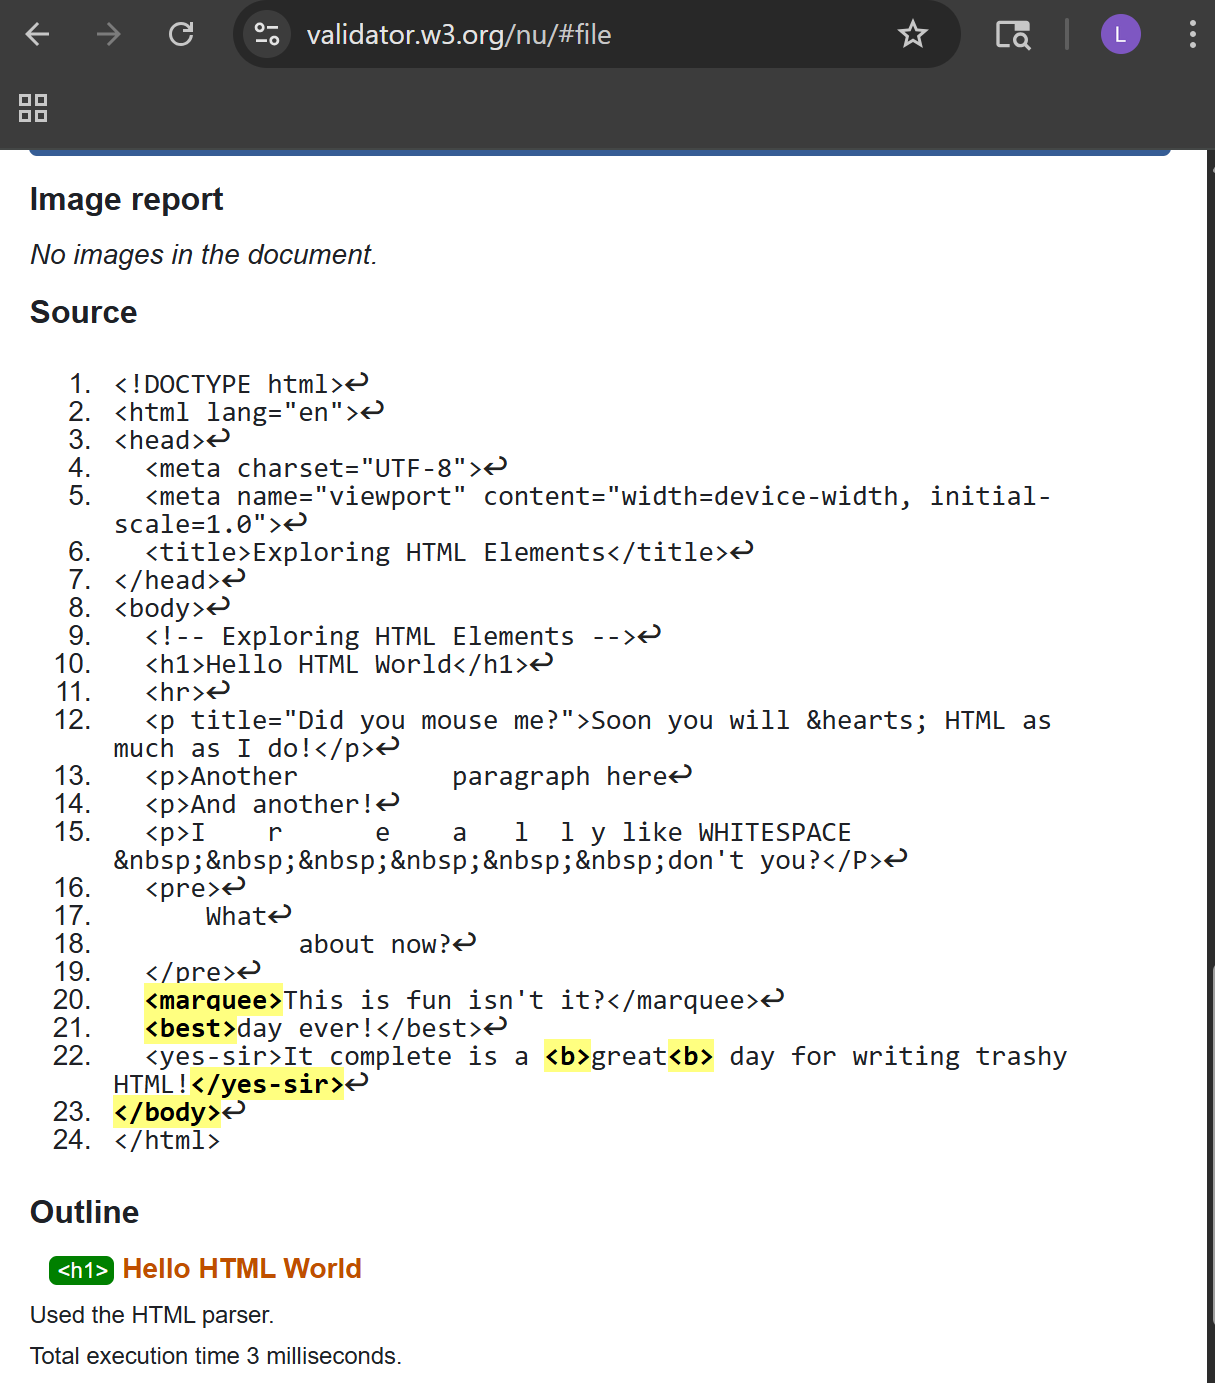 validator.w3.org/nu/#file
L
Image report
No images in the document.
Source
1. <!DOCTYPE html>↩
2. <html lang="en">↩
3. <head>↩
4.   <meta charset="UTF-8">↩
5.   <meta name="viewport" content="width=device-width, initial-
scale=1.0">↩
6.   <title>Exploring HTML Elements</title>↩
7. </head>↩
8. <body>↩
9.   <!-- Exploring HTML Elements -->↩
10.   <h1>Hello HTML World</h1>↩
11.   <hr>↩
12.   <p title="Did you mouse me?">Soon you will &hearts; HTML as
much as I do!</p>↩
13.   <p>Another          paragraph here↩
14.   <p>And another!↩
15.   <p>I    r      e    a   l  l y like WHITESPACE
&nbsp;&nbsp;&nbsp;&nbsp;&nbsp;&nbsp;don't you?</P>↩
16.   <pre>↩
17.       What↩
18.             about now?↩
19.   </pre>↩
20.   <marquee>This is fun isn't it?</marquee>↩
21.   <best>day ever!</best>↩
22.   <yes-sir>It complete is a <b>great<b> day for writing trashy
HTML!</yes-sir>↩
23. </body>↩
24. </html>
Outline
<h1> Hello HTML World
Used the HTML parser.
Total execution time 3 milliseconds.